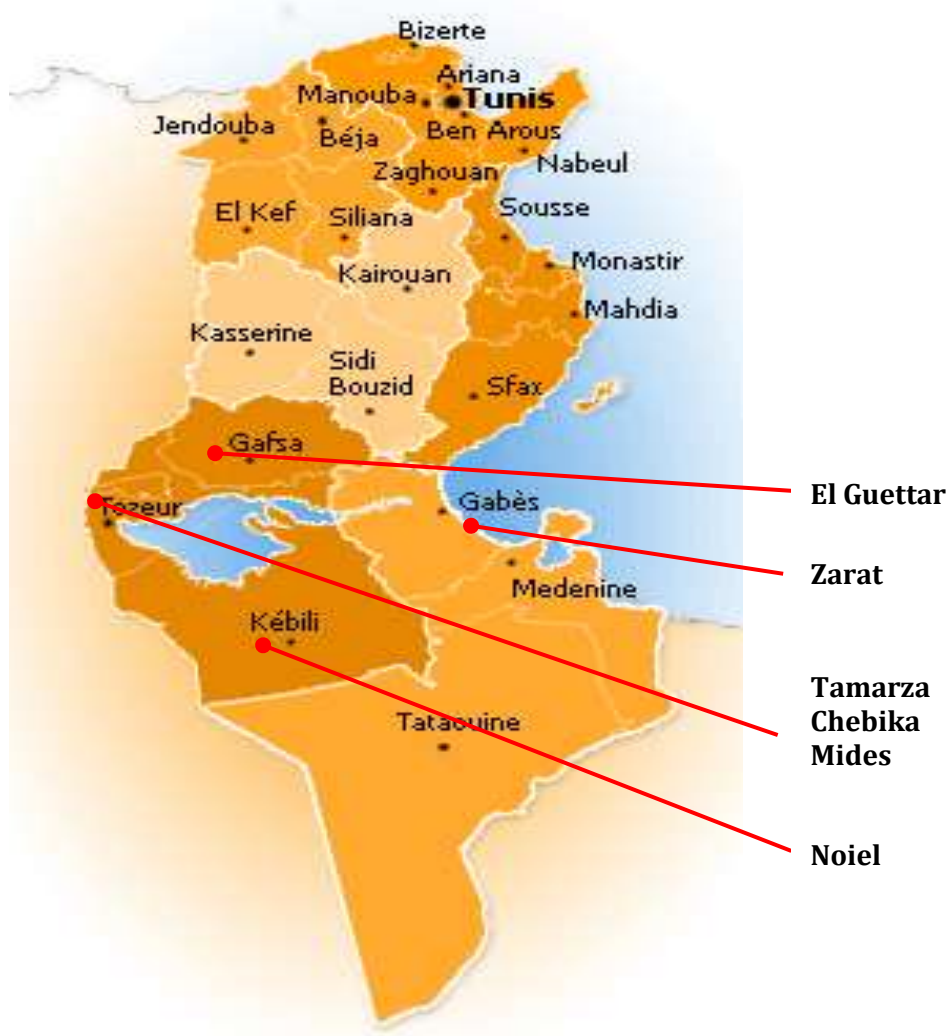 Bizerte
Ariana
Manouba
Tunis
Jendouba
Béja
Ben Arous
Nabeul
Zaghouan
El Kef
Siliana
Sousse
Kairouan
Monastir
Mahdia
Kasserine
Sidi
Bouzid
Sfax
Gafsa
El Guettar
Tozeur
Gabès
Zarat
Medenine
Kébili
Tamarza
Chebika
Mides
Tataouine
Noiel